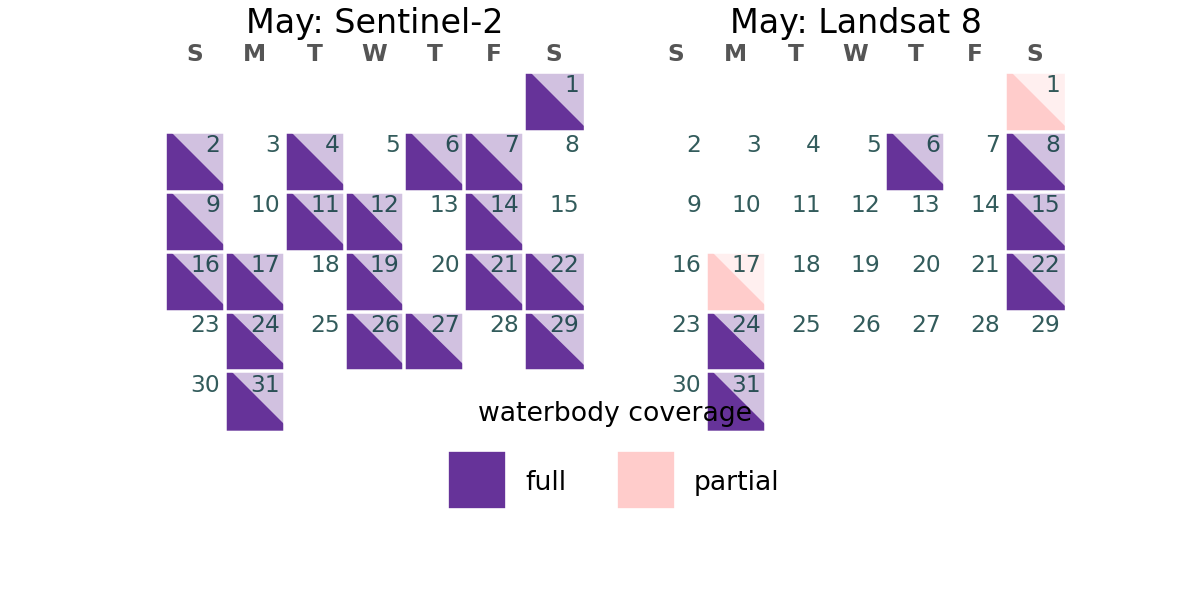 May: Sentinel-2
S M T W T F S
1
2 3 4 5 6 7 8
9 10 11 12 13 14 15
16 17 18 19 20 21 22
23 24 25 26 27 28 29
30 31
May: Landsat 8
S M T W T F S
1
2 3 4 5 6 7 8
9 10 11 12 13 14 15
16 17 18 19 20 21 22
23 24 25 26 27 28 29
30 31
waterbody coverage
full partial